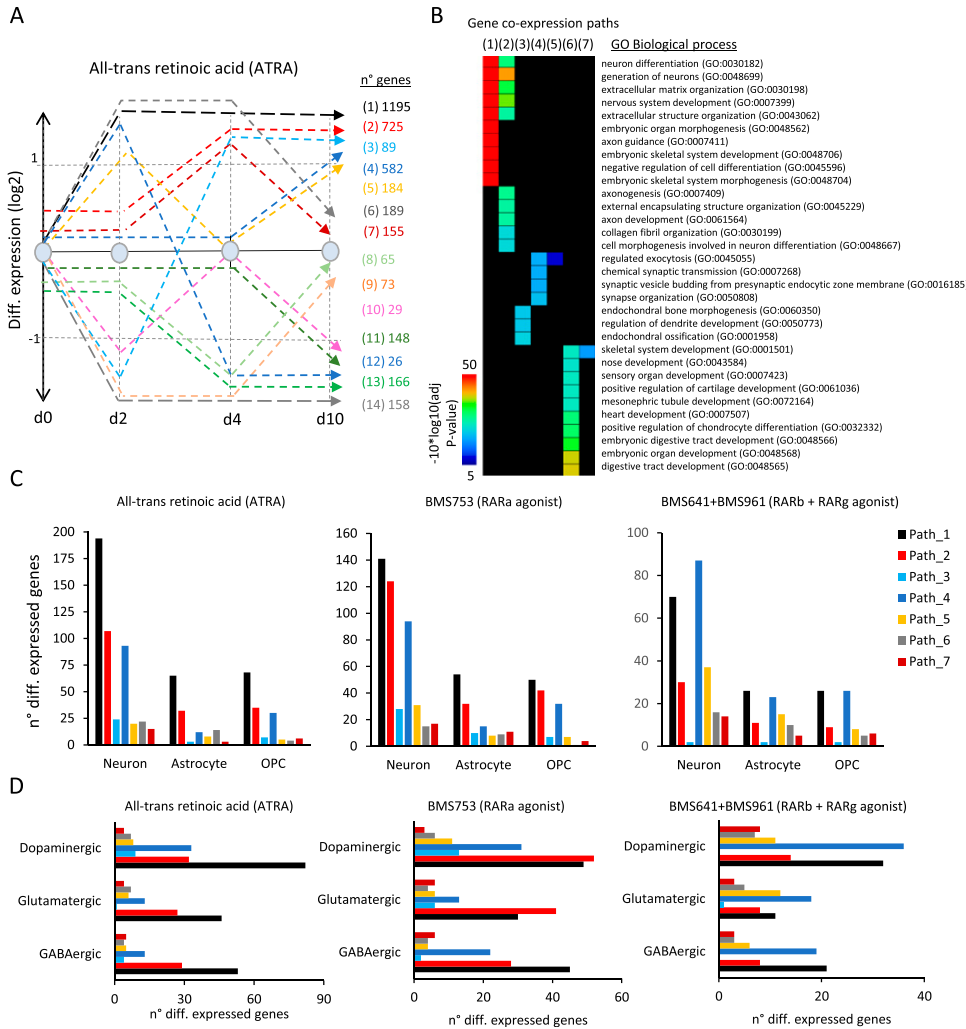 A
All-trans retinoic acid (ATRA)
Diff. expression (log2)
1
-1
d0 d2 d4 d10
n° genes
(1) 1195
(2) 725
(3) 89
(4) 582
(5) 184
(6) 189
(7) 155
(8) 65
(9) 73
(10) 29
(11) 148
(12) 26
(13) 166
(14) 158
B
Gene co-expression paths
(1)(2)(3)(4)(5)(6)(7)
GO Biological process
neuron differentiation (GO:0030182)
generation of neurons (GO:0048699)
extracellular matrix organization (GO:0030198)
nervous system development (GO:0007399)
extracellular structure organization (GO:0043062)
embryonic organ morphogenesis (GO:0048562)
axon guidance (GO:0007411)
embryonic skeletal system development (GO:0048706)
negative regulation of cell differentiation (GO:0045596)
embryonic skeletal system morphogenesis (GO:0048704)
axonogenesis (GO:0007409)
external encapsulating structure organization (GO:0045229)
axon development (GO:0061564)
collagen fibril organization (GO:0030199)
cell morphogenesis involved in neuron differentiation (GO:0048667)
regulated exocytosis (GO:0045055)
chemical synaptic transmission (GO:0007268)
synaptic vesicle budding from presynaptic endocytic zone membrane (GO:0016185
synapse organization (GO:0050808)
endochondral bone morphogenesis (GO:0060350)
regulation of dendrite development (GO:0050773)
endochondral ossification (GO:0001958)
skeletal system development (GO:0001501)
nose development (GO:0043584)
sensory organ development (GO:0007423)
positive regulation of cartilage development (GO:0061036)
mesonephric tubule development (GO:0072164)
heart development (GO:0007507)
positive regulation of chondrocyte differentiation (GO:0032332)
embryonic digestive tract development (GO:0048566)
embryonic organ development (GO:0048568)
digestive tract development (GO:0048565)
50
-10*log10(adj
P-value)
5
C
All-trans retinoic acid (ATRA)
n° diff. expressed genes
200
175
150
125
100
75
50
25
0
Neuron Astrocyte OPC
BMS753 (RARa agonist)
160
140
120
100
80
60
40
20
0
Neuron Astrocyte OPC
BMS641+BMS961 (RARb + RARg agonist)
100
80
60
40
20
0
Neuron Astrocyte OPC
Path_1
Path_2
Path_3
Path_4
Path_5
Path_6
Path_7
D
All-trans retinoic acid (ATRA)
Dopaminergic
Glutamatergic
GABAergic
0 30 60 90
n° diff. expressed genes
BMS753 (RARa agonist)
Dopaminergic
Glutamatergic
GABAergic
0 20 40 60
n° diff. expressed genes
BMS641+BMS961 (RARb + RARg agonist)
Dopaminergic
Glutamatergic
GABAergic
0 20 40
n° diff. expressed genes